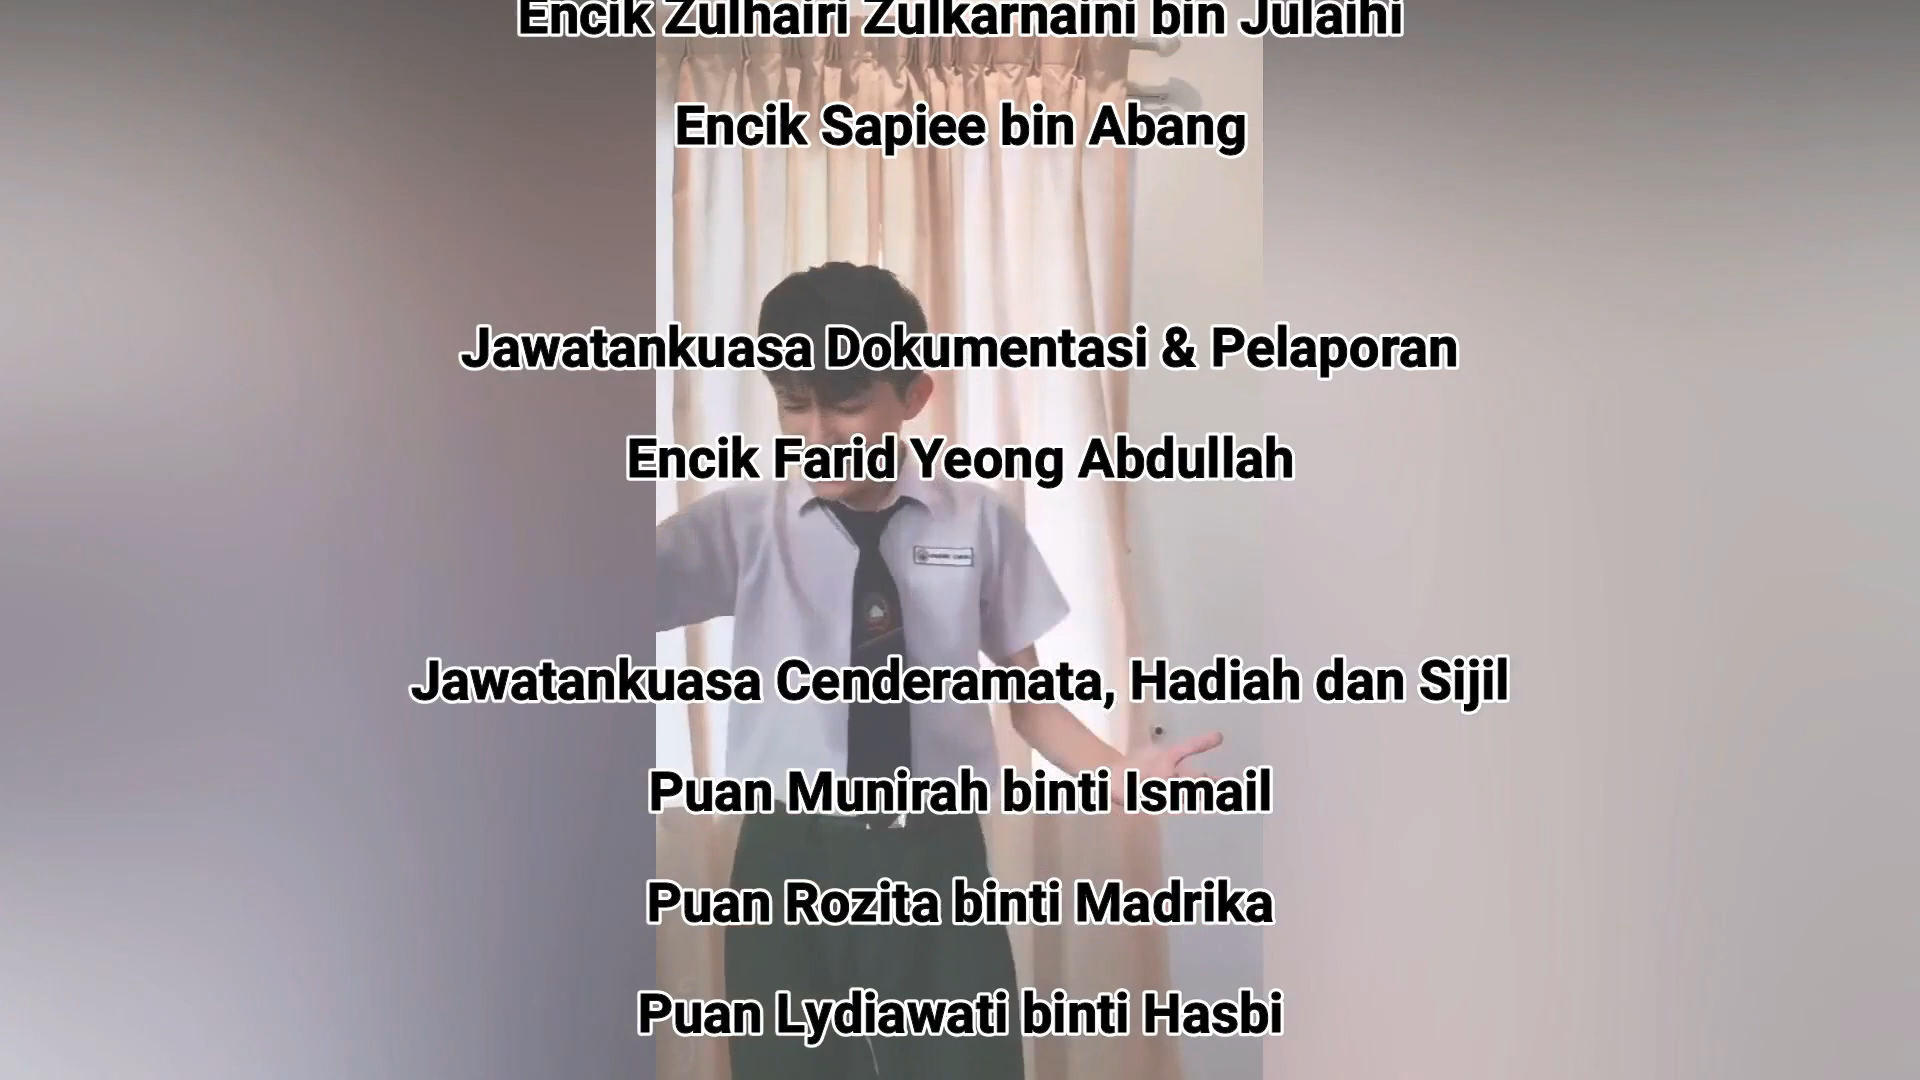 Encik Zulhairi Zulkarnaini bin Julaihi
Encik Sapiee bin Abang
Jawatankuasa Dokumentasi & Pelaporan
Encik Farid Yeong Abdullah
Jawatankuasa Cenderamata, Hadiah dan Sijil
Puan Munirah binti Ismail
Puan Rozita binti Madrika
Puan Lydiawati binti Hasbi